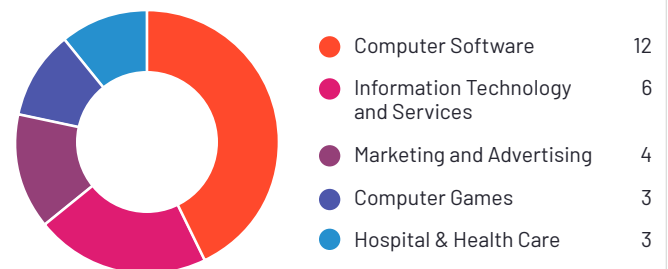 Computer Software 12
Information Technology 6
and Services
Marketing and Advertising 4
Computer Games 3
Hospital & Health Care 3